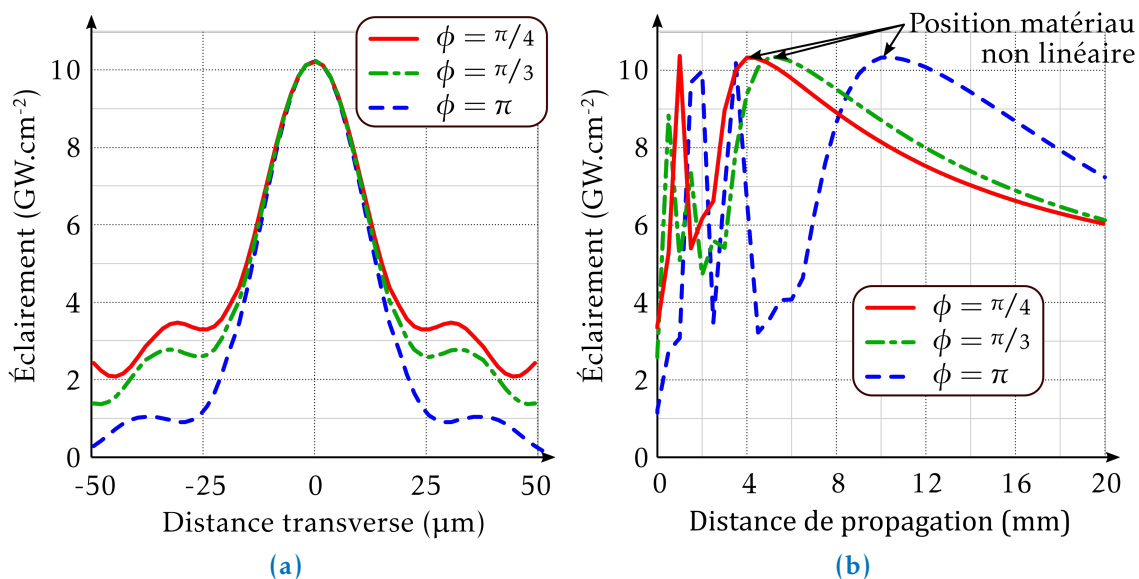 Éclairement (GW.cm-2)
10
8
6
4
2
0
-50
-25
0
25
50
Distance transverse (µm)
ϕ = π/4
ϕ = π/3
ϕ = π
(a)
Position matériau
non linéaire
Éclairement (GW.cm-2)
10
8
6
4
2
0
0
4
8
12
16
20
Distance de propagation (mm)
ϕ = π/4
ϕ = π/3
ϕ = π
(b)